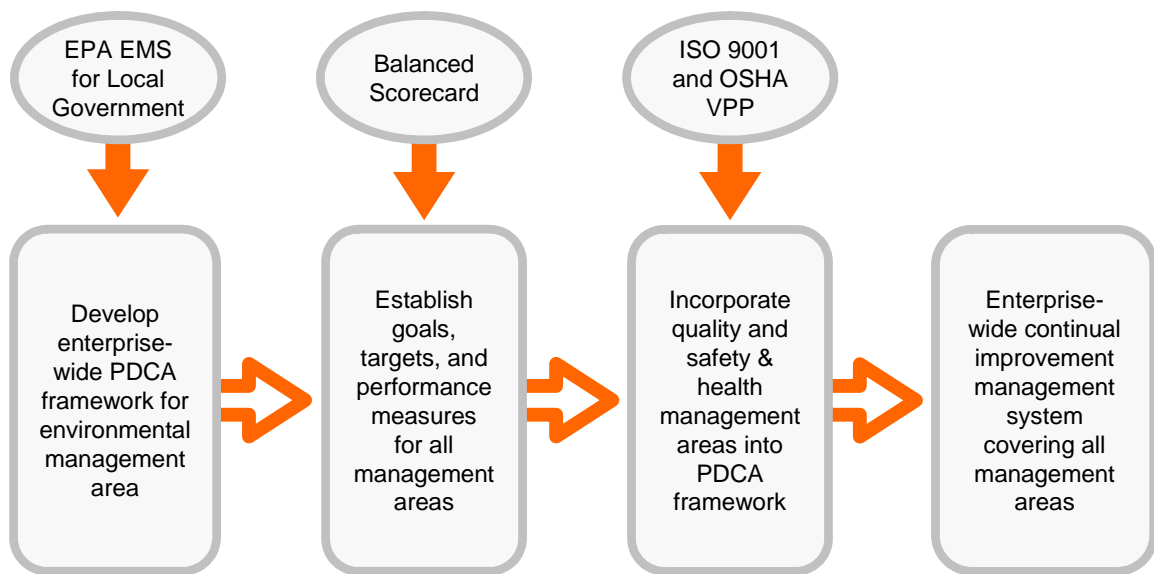 EPA EMS
for Local
Government
Balanced
Scorecard
ISO 9001
and OSHA
VPP
Develop
enterprise-
wide PDCA
framework for
environmental
management
area
Establish
goals,
targets, and
performance
measures
for all
management
areas
Incorporate
quality and
safety &
health
management
areas into
PDCA
framework
Enterprise-
wide continual
improvement
management
system
covering all
management
areas